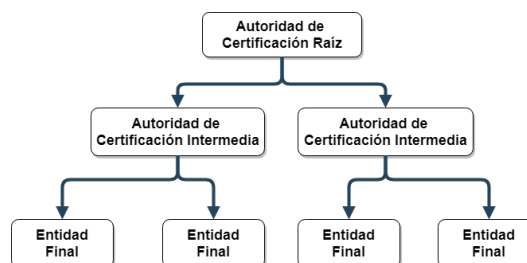 Autoridad de
Certificación Raíz
Autoridad de
Certificación Intermedia
Autoridad de
Certificación Intermedia
Entidad
Final
Entidad
Final
Entidad
Final
Entidad
Final